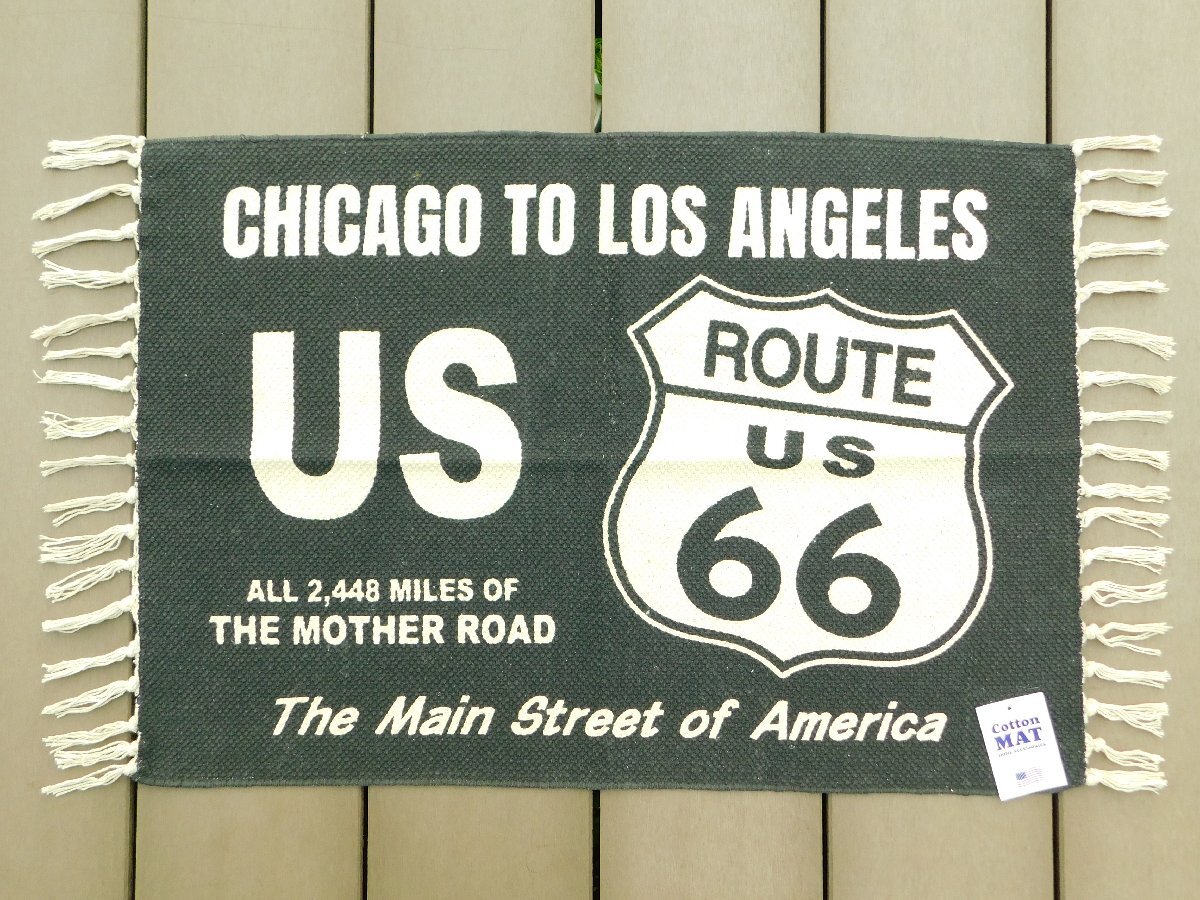 CHICAGO TO LOS ANGELES
US
ROUTE
US
66
ALL 2,448 MILES OF
THE MOTHER ROAD
The Main Street of America
Cotton
MAT